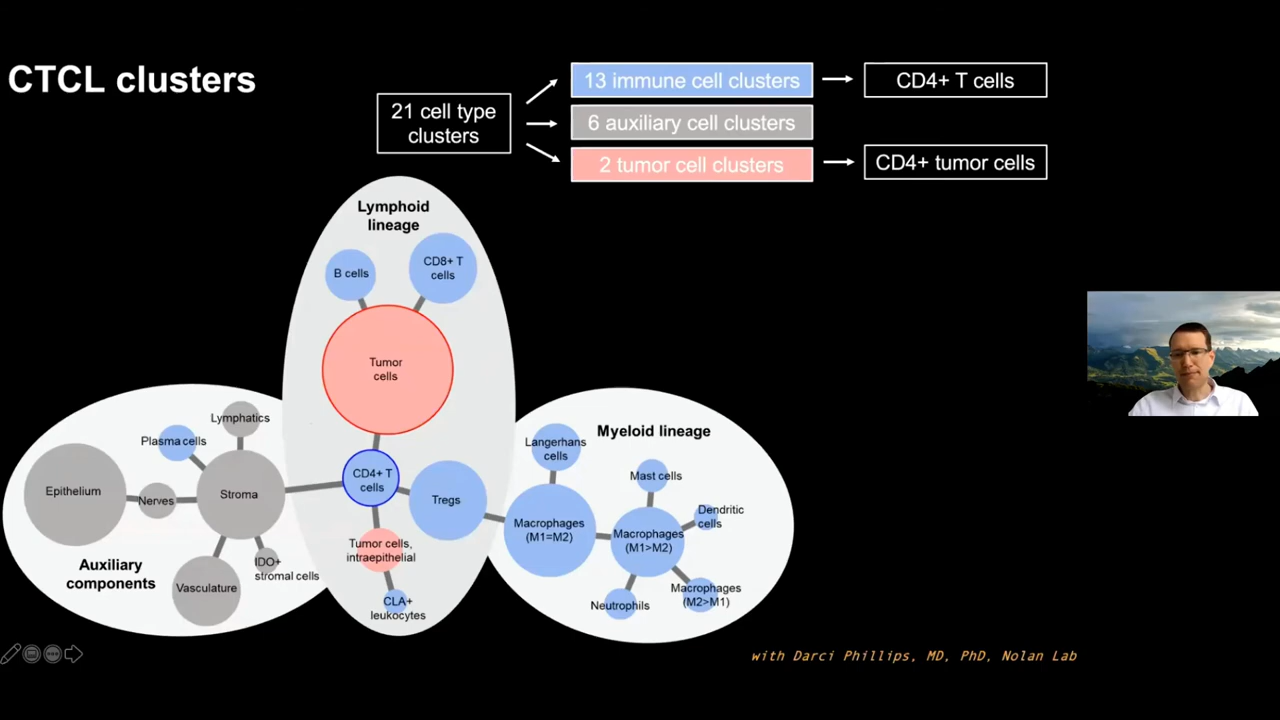 CTCL clusters
21 cell type
clusters
13 immune cell clusters
6 auxiliary cell clusters
2 tumor cell clusters
CD4+ T cells
CD4+ tumor cells
Lymphoid
lineage
B cells
CD8+ T
cells
Tumor
cells
CD4+ T
cells
Tregs
Tumor cells,
intraepithelial
CLA+
leukocytes
Lymphatics
Plasma cells
Epithelium
Nerves
Stroma
IDO+
stromal cells
Vasculature
Auxiliary
components
Myeloid lineage
Langerhans
cells
Mast cells
Dendritic
cells
Macrophages
(M1=M2)
Macrophages
(M1>M2)
Macrophages
(M2>M1)
Neutrophils
with Darci Phillips, MD, PhD, Nolan Lab